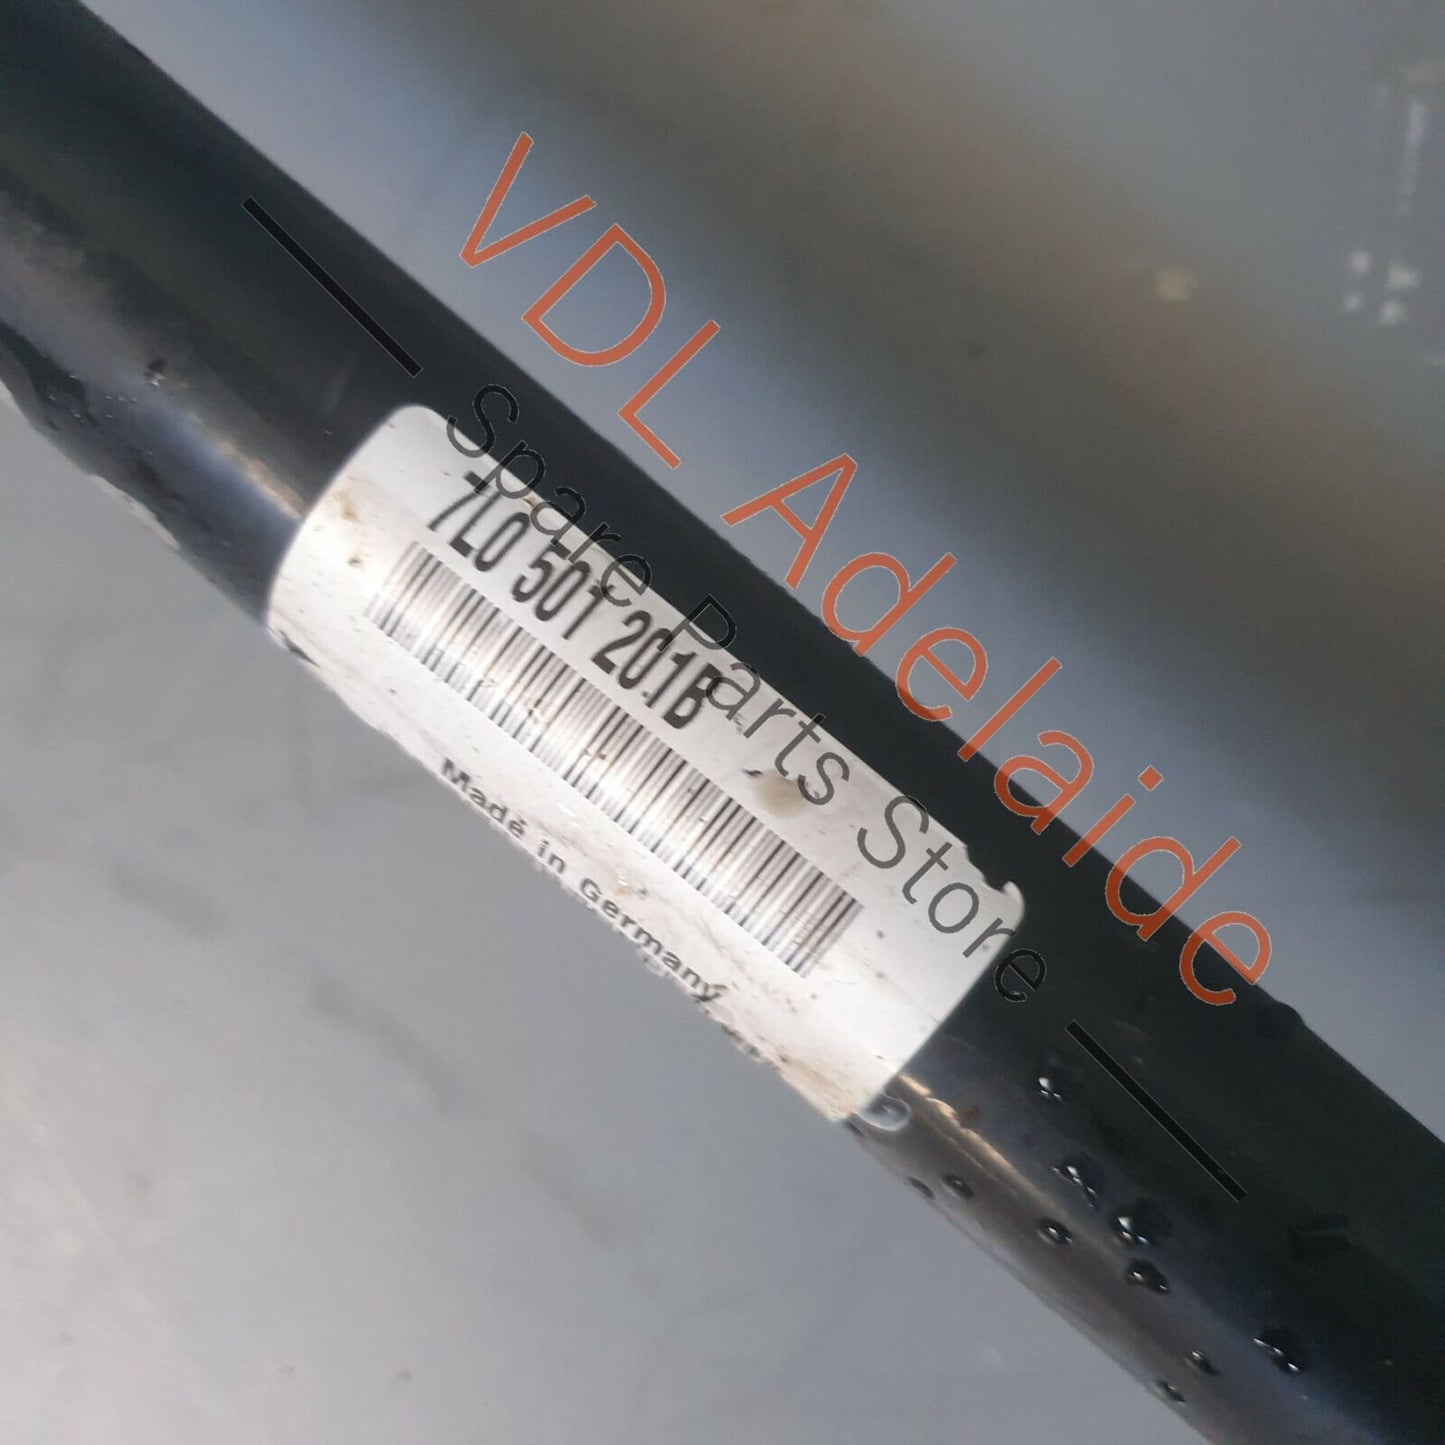 VDL Adelaide
Spare Parts Store
7L0 501 201B
Made in Germany